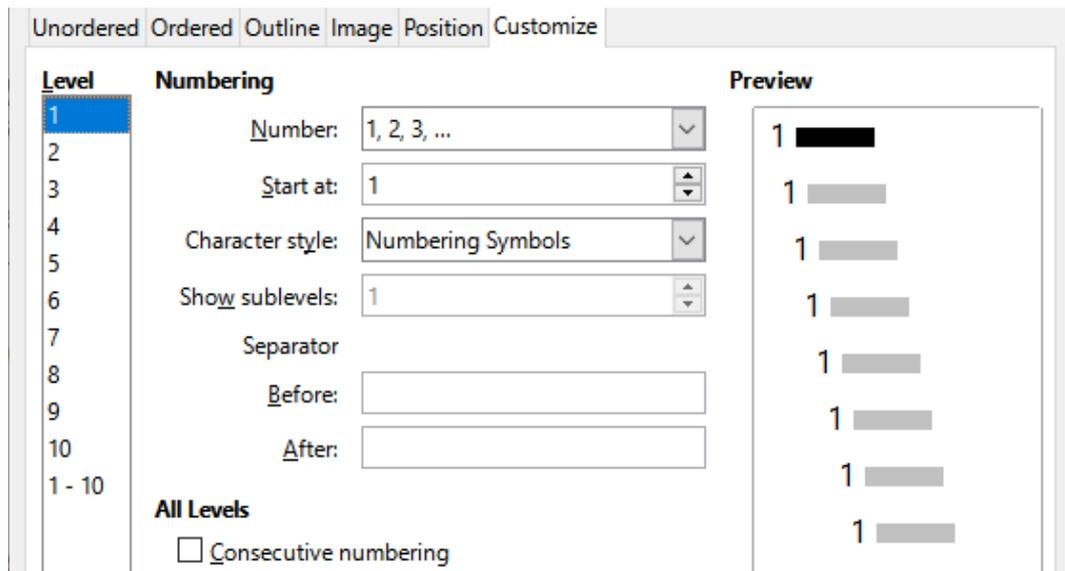 Unordered Ordered Outline Image Position Customize
Level
1
2
3
4
5
6
7
8
9
10
1 - 10
Numbering
Number: 1, 2, 3, ...
Start at: 1
Character style: Numbering Symbols
Show sublevels: 1
Separator
Before:
After:
All Levels
Consecutive numbering
Preview
1
1
1
1
1
1
1
1